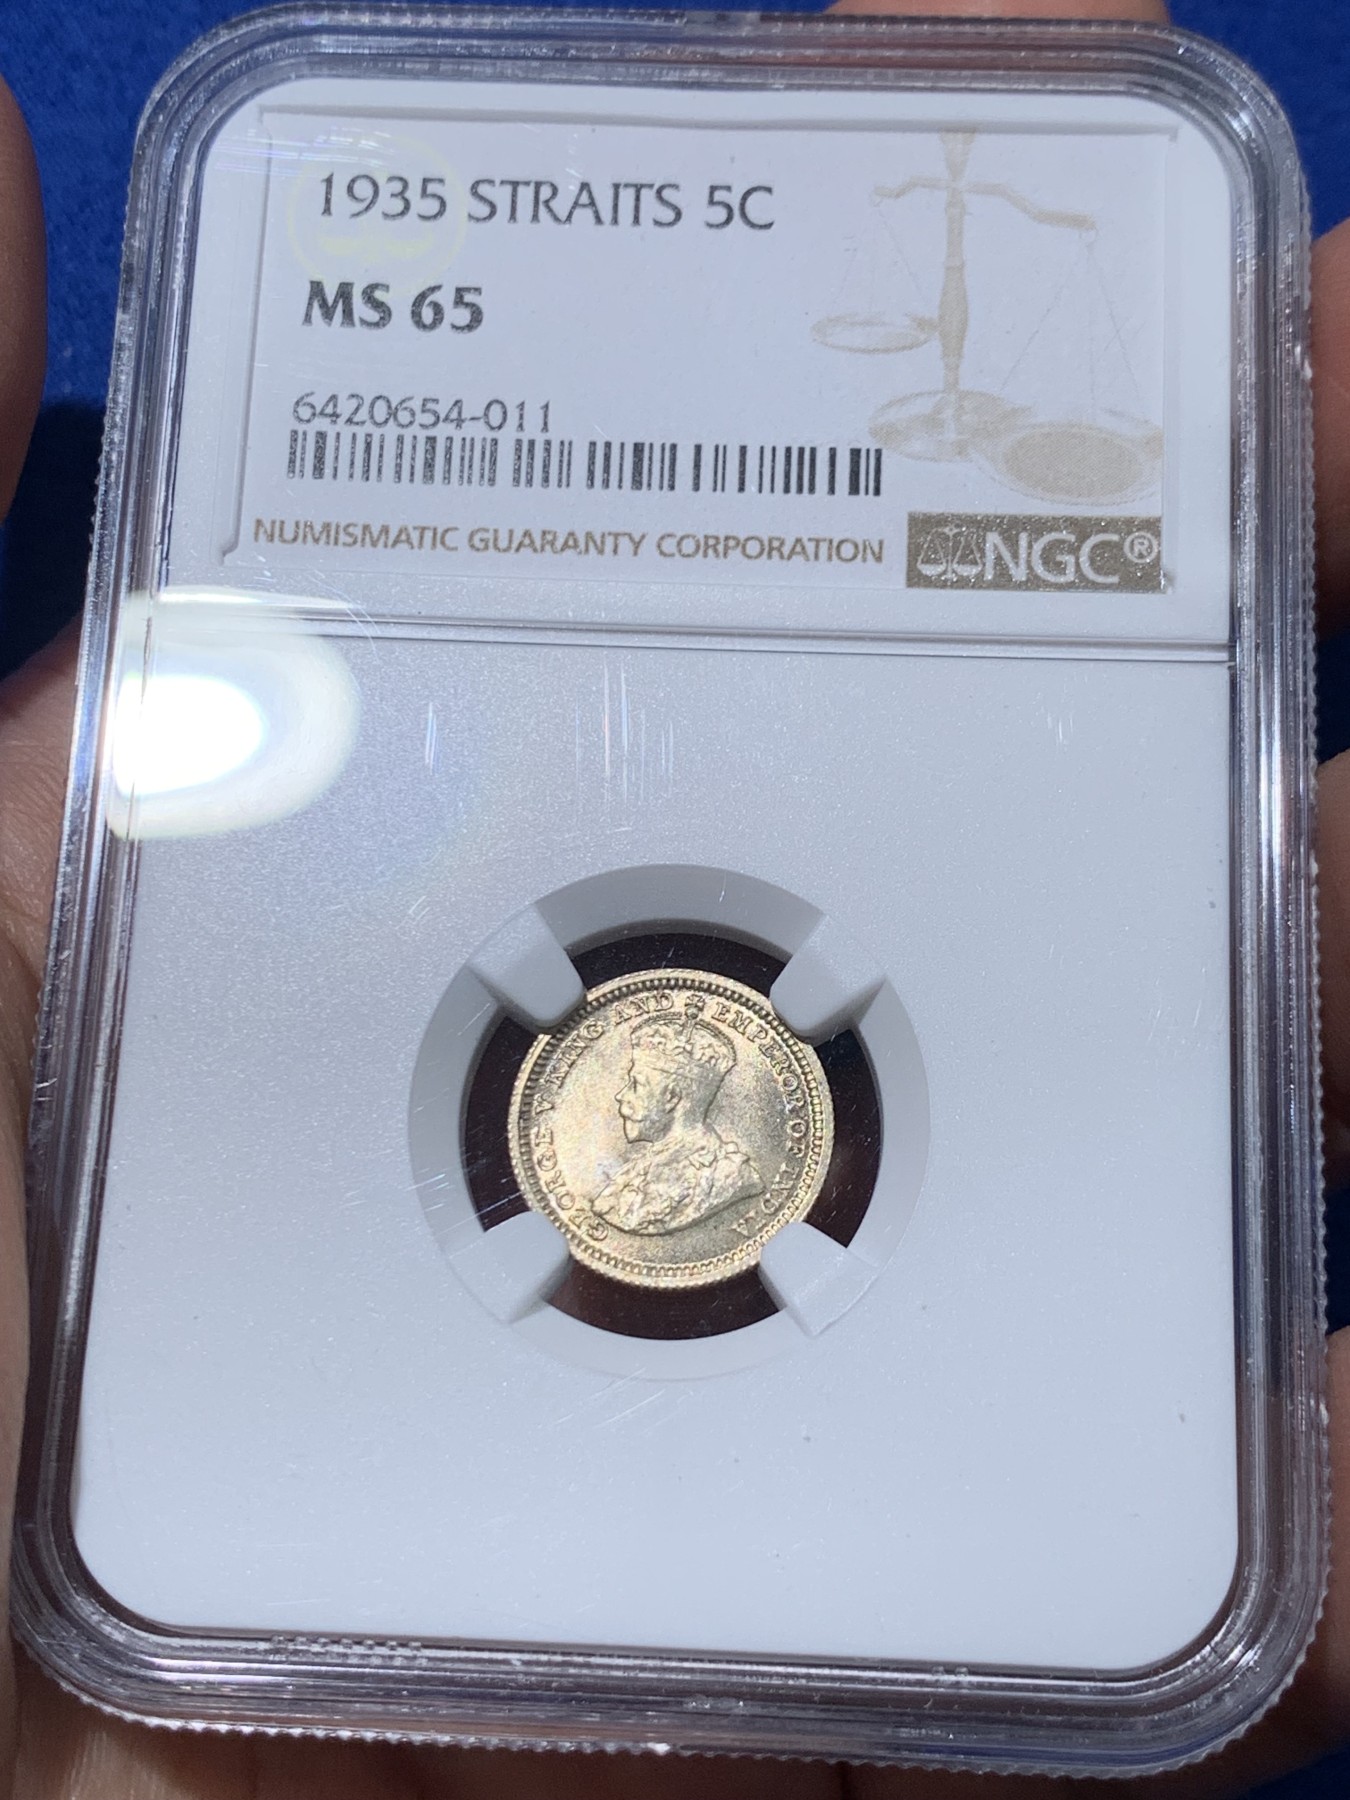 1935 STRAITS 5C
MS 65
6420654-011
NUMISMATIC GUARANTY CORPORATION
NGC®
GEORGE V KING AND EMPEROR OF INDIA